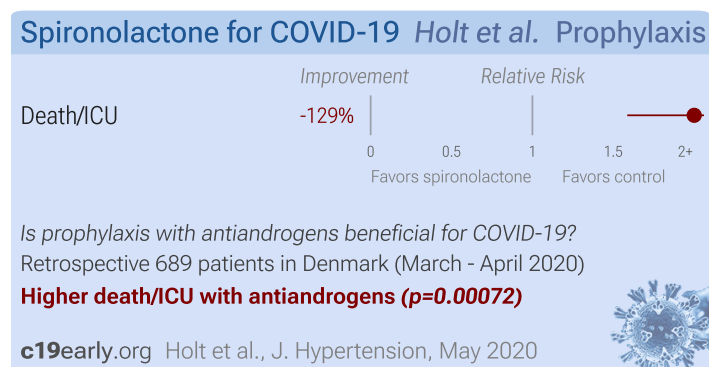 Spironolactone for COVID-19 Holt et al. Prophylaxis
Improvement Relative Risk
Death/ICU -129%
0 0.5 1 1.5 2+
Favors spironolactone Favors control
Is prophylaxis with antiandrogens beneficial for COVID-19?
Retrospective 689 patients in Denmark (March - April 2020)
Higher death/ICU with antiandrogens (p=0.00072)
c19early.org Holt et al., J. Hypertension, May 2020